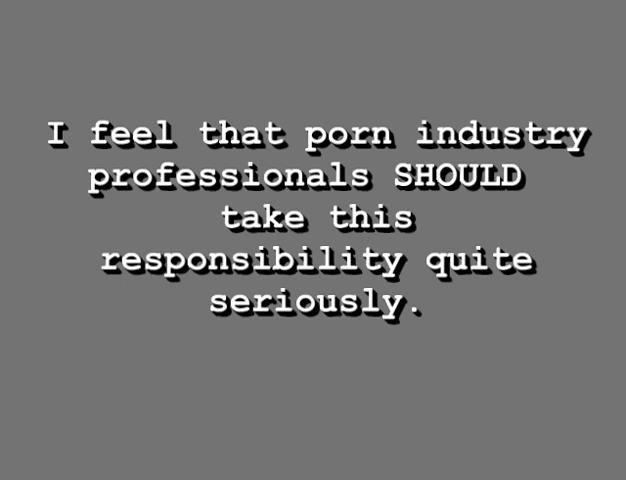 I feel that porn industry
professionals SHOULD
take this
responsibility quite
seriously.